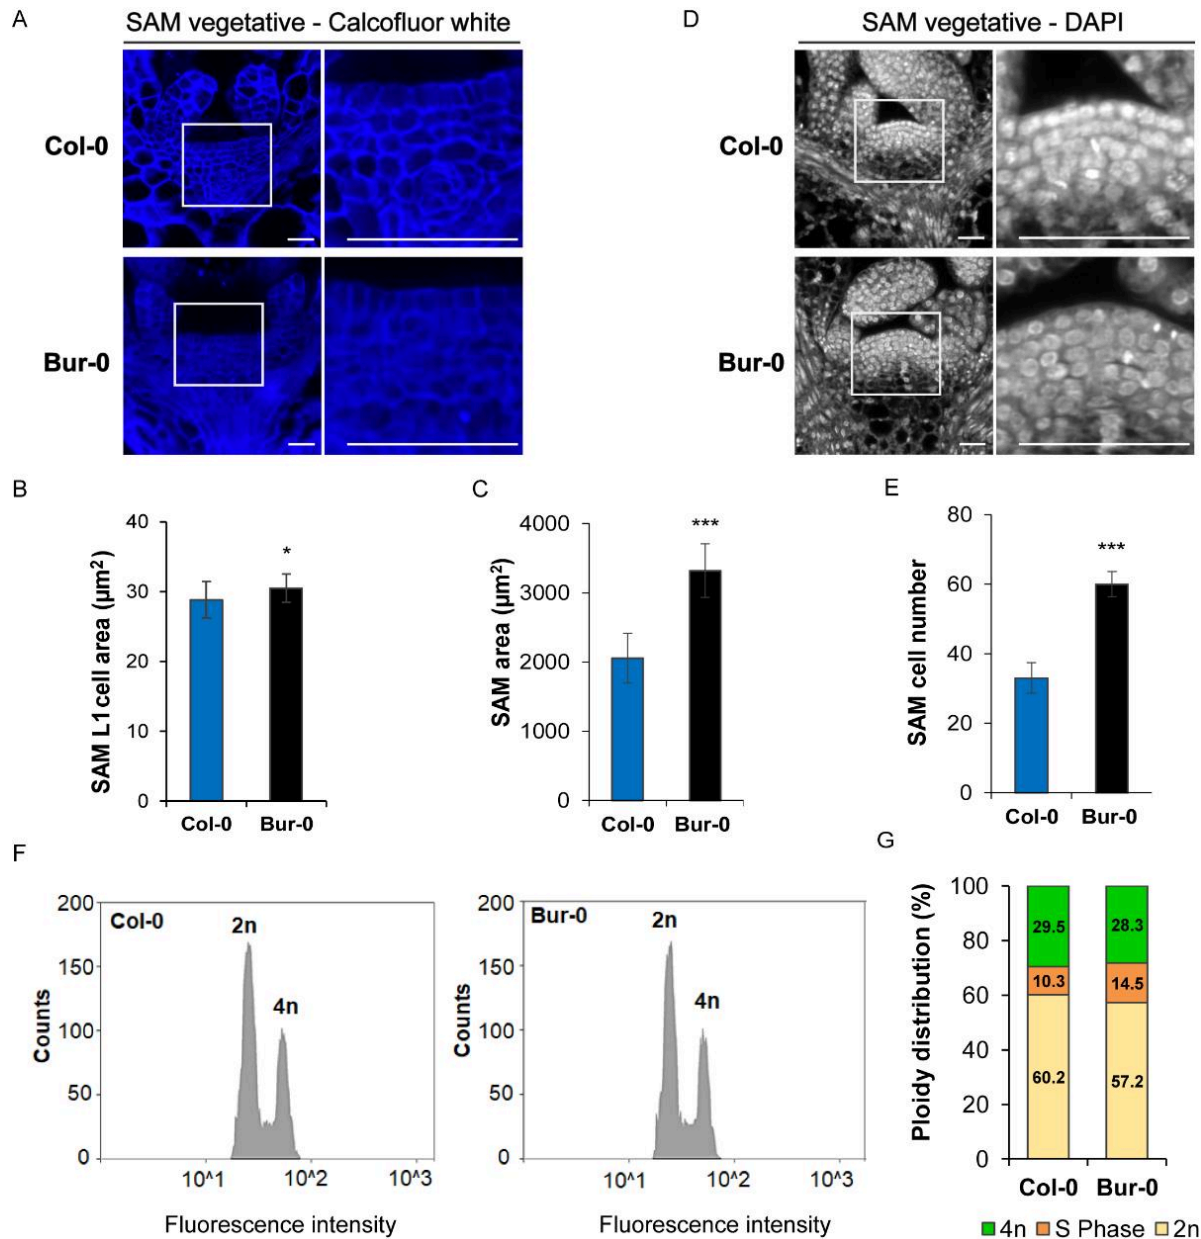 A
SAM vegetative - Calcofluor white
Col-0
Bur-0
D
SAM vegetative - DAPI
Col-0
Bur-0
B
SAM L1cell area (µm²)
40
30
20
10
0
*
Col-0
Bur-0
C
SAM area (µm²)
4000
3000
2000
1000
0
***
Col-0
Bur-0
E
SAM cell number
80
60
40
20
0
***
Col-0
Bur-0
F
Counts
200
150
100
50
0
Col-0
2n
4n
10^1
10^2
10^3
Fluorescence intensity
Counts
200
150
100
50
0
Bur-0
2n
4n
10^1
10^2
10^3
Fluorescence intensity
G
Ploidy distribution (%)
100
80
60
40
20
0
29.5
10.3
60.2
28.3
14.5
57.2
Col-0
Bur-0
4n S Phase 2n